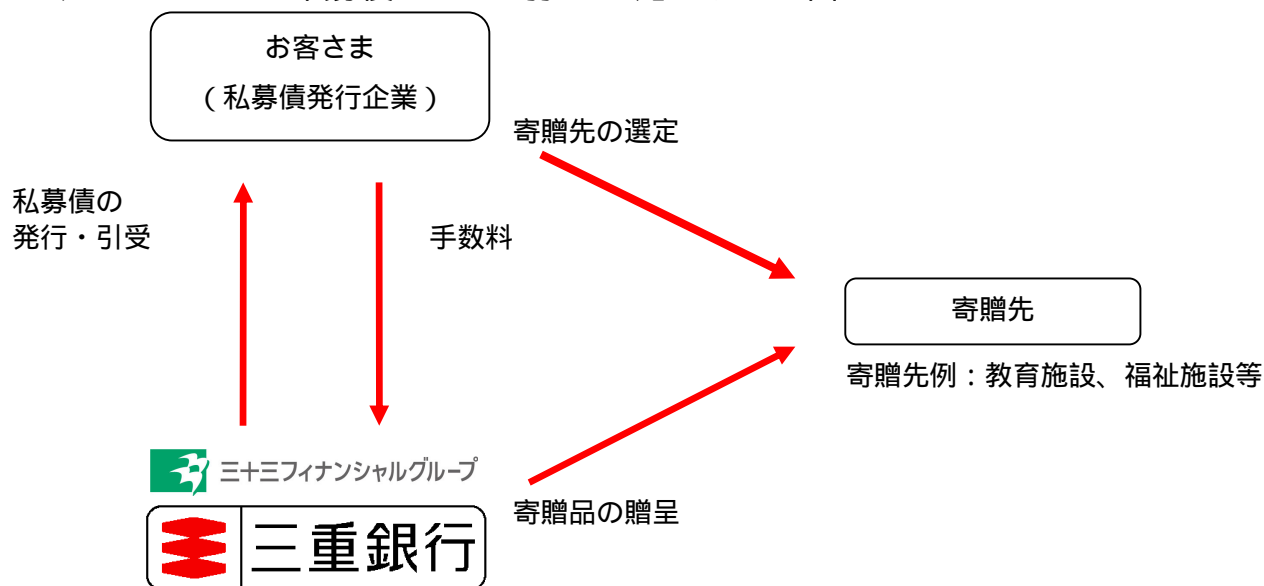 お客さま
(私募債発行企業)
寄贈先の選定
私募債の
発行・引受
手数料
寄贈先
寄贈先例:教育施設、福祉施設等
三十三フィナンシャルグループ
三重銀行
寄贈品の贈呈